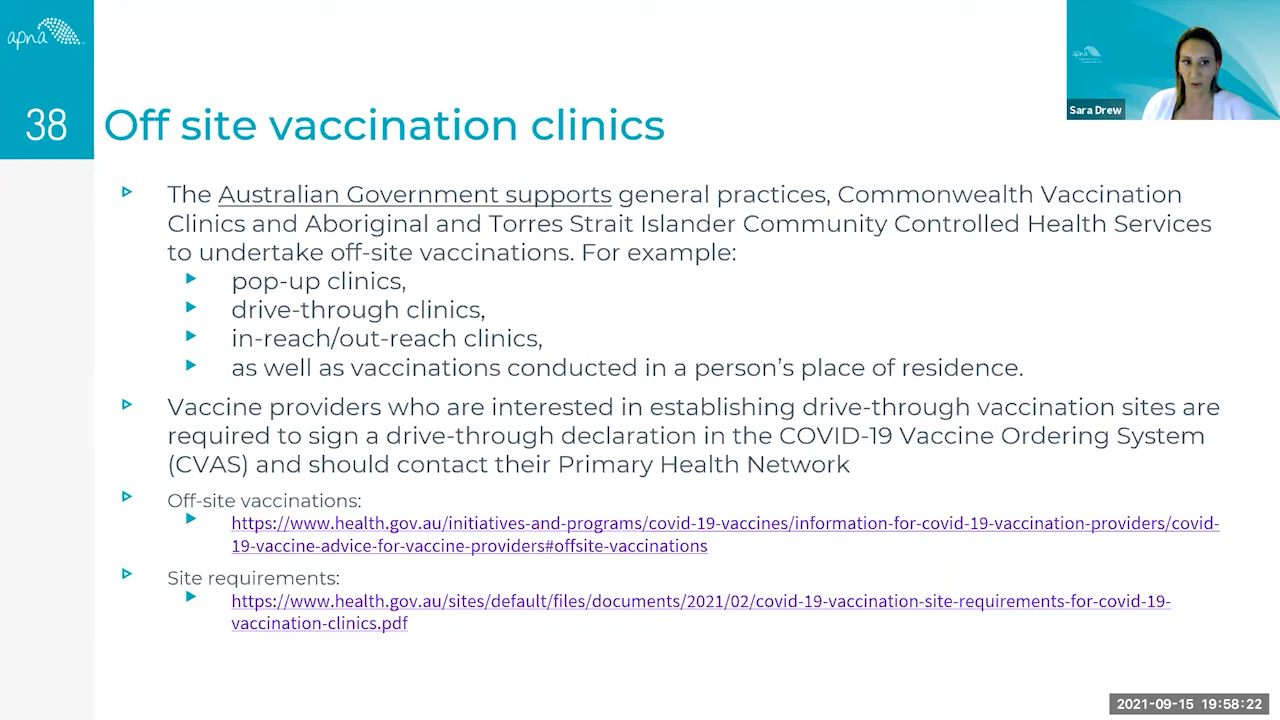 apna
38
Off site vaccination clinics
The Australian Government supports general practices, Commonwealth Vaccination
Clinics and Aboriginal and Torres Strait Islander Community Controlled Health Services
to undertake off-site vaccinations. For example:
pop-up clinics,
drive-through clinics,
in-reach/out-reach clinics,
as well as vaccinations conducted in a person's place of residence.
Vaccine providers who are interested in establishing drive-through vaccination sites are
required to sign a drive-through declaration in the COVID-19 Vaccine Ordering System
(CVAS) and should contact their Primary Health Network
Off-site vaccinations:
https://www.health.gov.au/initiatives-and-programs/covid-19-vaccines/information-for-covid-19-vaccination-providers/covid-
19-vaccine-advice-for-vaccine-providers#offsite-vaccinations
Site requirements:
https://www.health.gov.au/sites/default/files/documents/2021/02/covid-19-vaccination-site-requirements-for-covid-19-
vaccination-clinics.pdf
apna
Sara Drew
2021-09-15 19:58:22